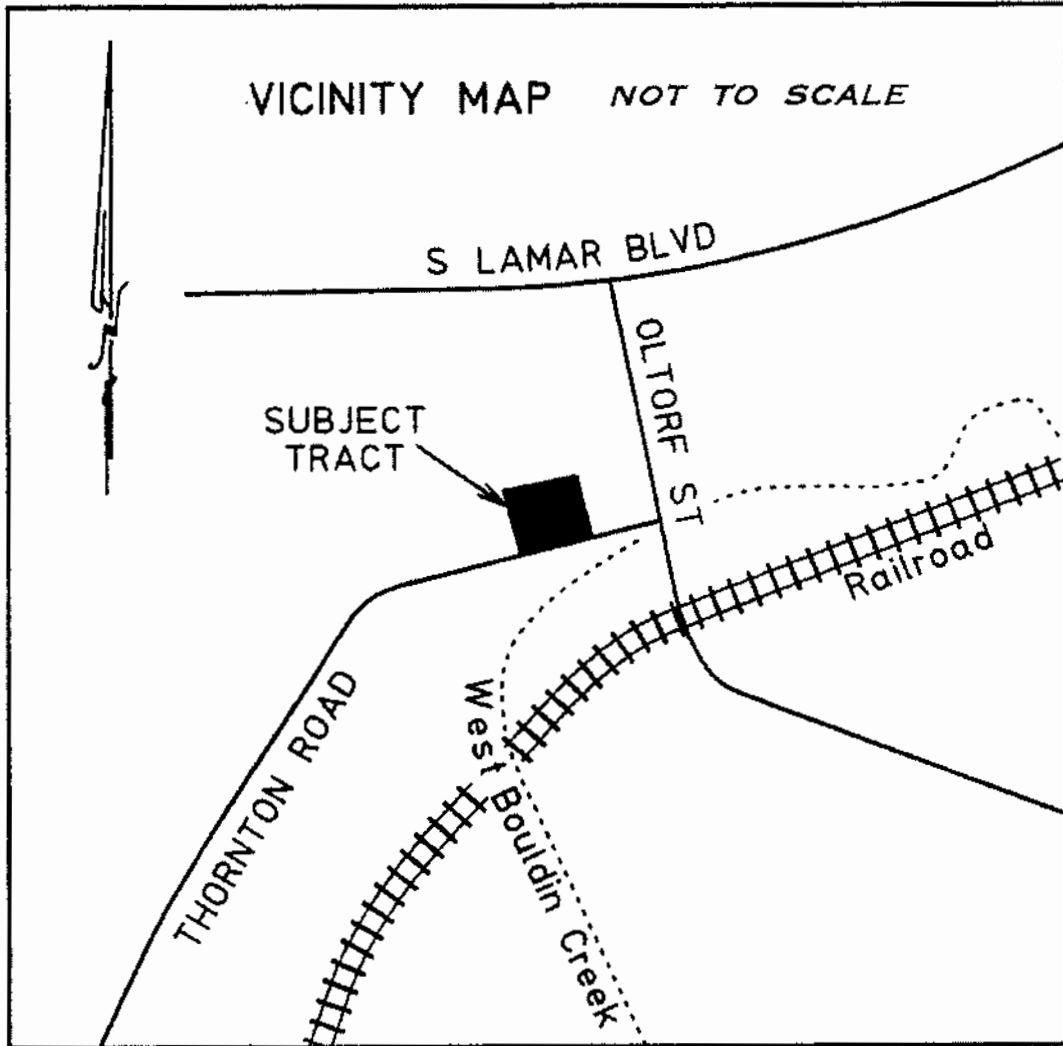 VICINITY MAP NOT TO SCALE
S LAMAR BLVD
OLTORF ST
SUBJECT
TRACT
Railroad
West Bouldin Creek
THORNTON ROAD
N